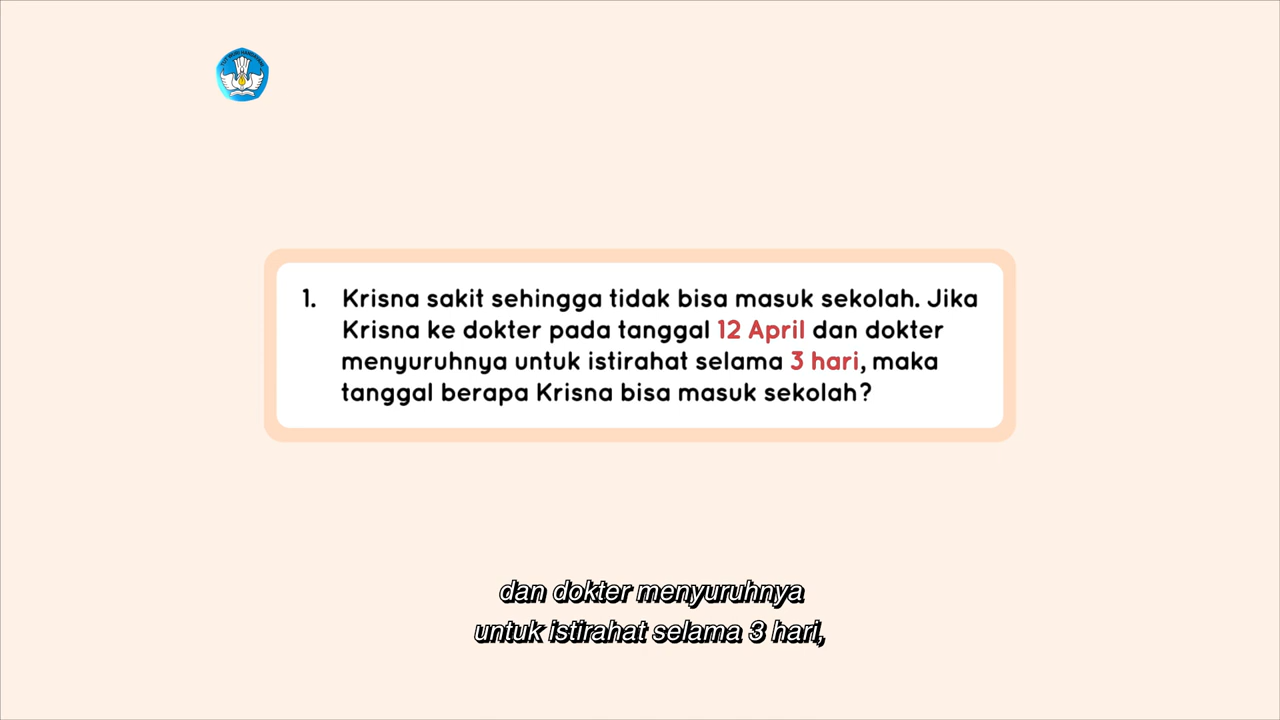 1. Krisna sakit sehingga tidak bisa masuk sekolah. Jika
Krisna ke dokter pada tanggal 12 April dan dokter
menyuruhnya untuk istirahat selama 3 hari, maka
tanggal berapa Krisna bisa masuk sekolah?
dan dokter menyuruhnya
untuk istirahat selama 3 hari,